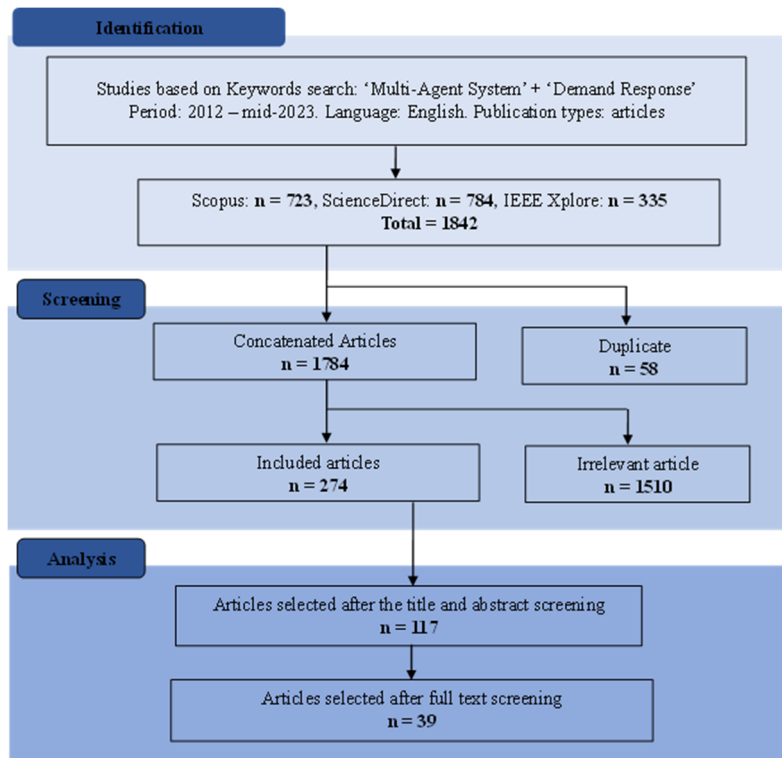 Identification
Studies based on Keywords search: ‘Multi-Agent System’ + ‘Demand Response’
Period: 2012 – mid-2023. Language: English. Publication types: articles
Scopus: n = 723, ScienceDirect: n = 784, IEEE Xplore: n = 335
Total = 1842
Screening
Concatenated Articles
n = 1784
Duplicate
n = 58
Included articles
n = 274
Irrelevant article
n = 1510
Analysis
Articles selected after the title and abstract screening
n = 117
Articles selected after full text screening
n = 39